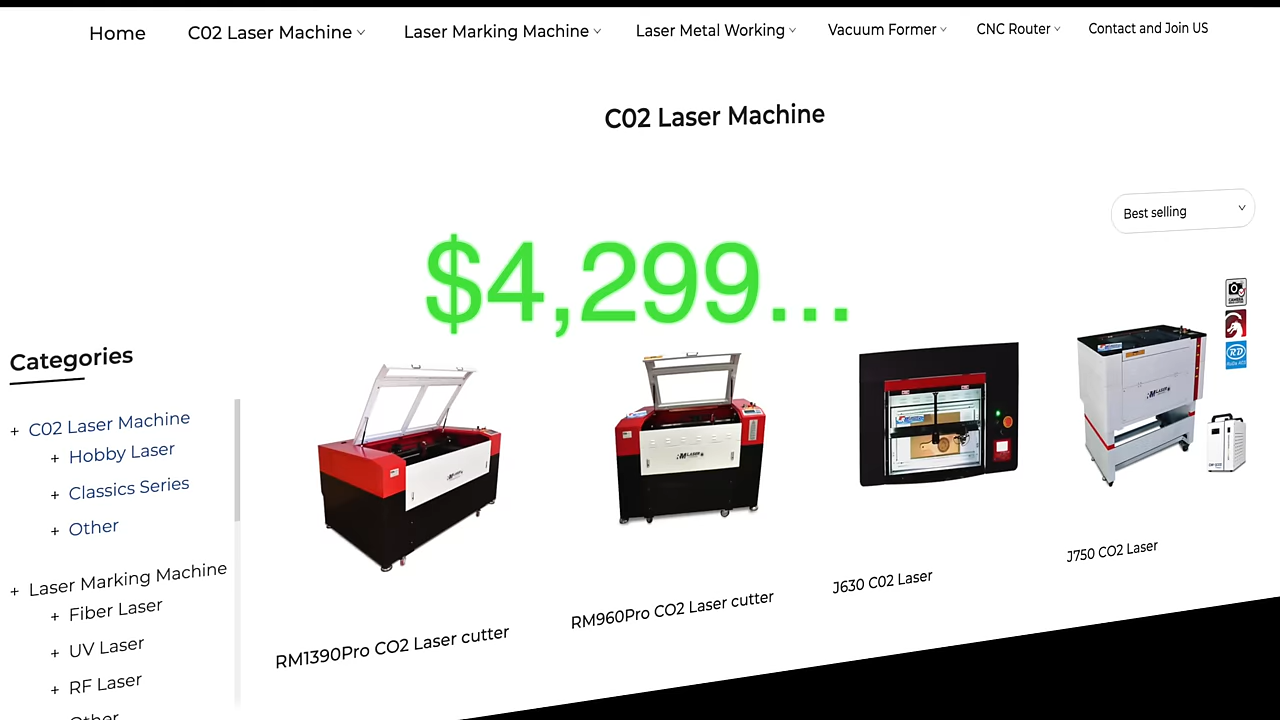 Home
C02 Laser Machine
Laser Marking Machine
Laser Metal Working
Vacuum Former
CNC Router
Contact and Join US
C02 Laser Machine
Best selling
$4,299...
Categories
+ C02 Laser Machine
+ Hobby Laser
+ Classics Series
+ Other
+ Laser Marking Machine
+ Fiber Laser
+ UV Laser
+ RF Laser
+ Other
RM1390Pro CO2 Laser cutter
RM960Pro CO2 Laser cutter
J630 C02 Laser
J750 CO2 Laser
CAMERA
RD